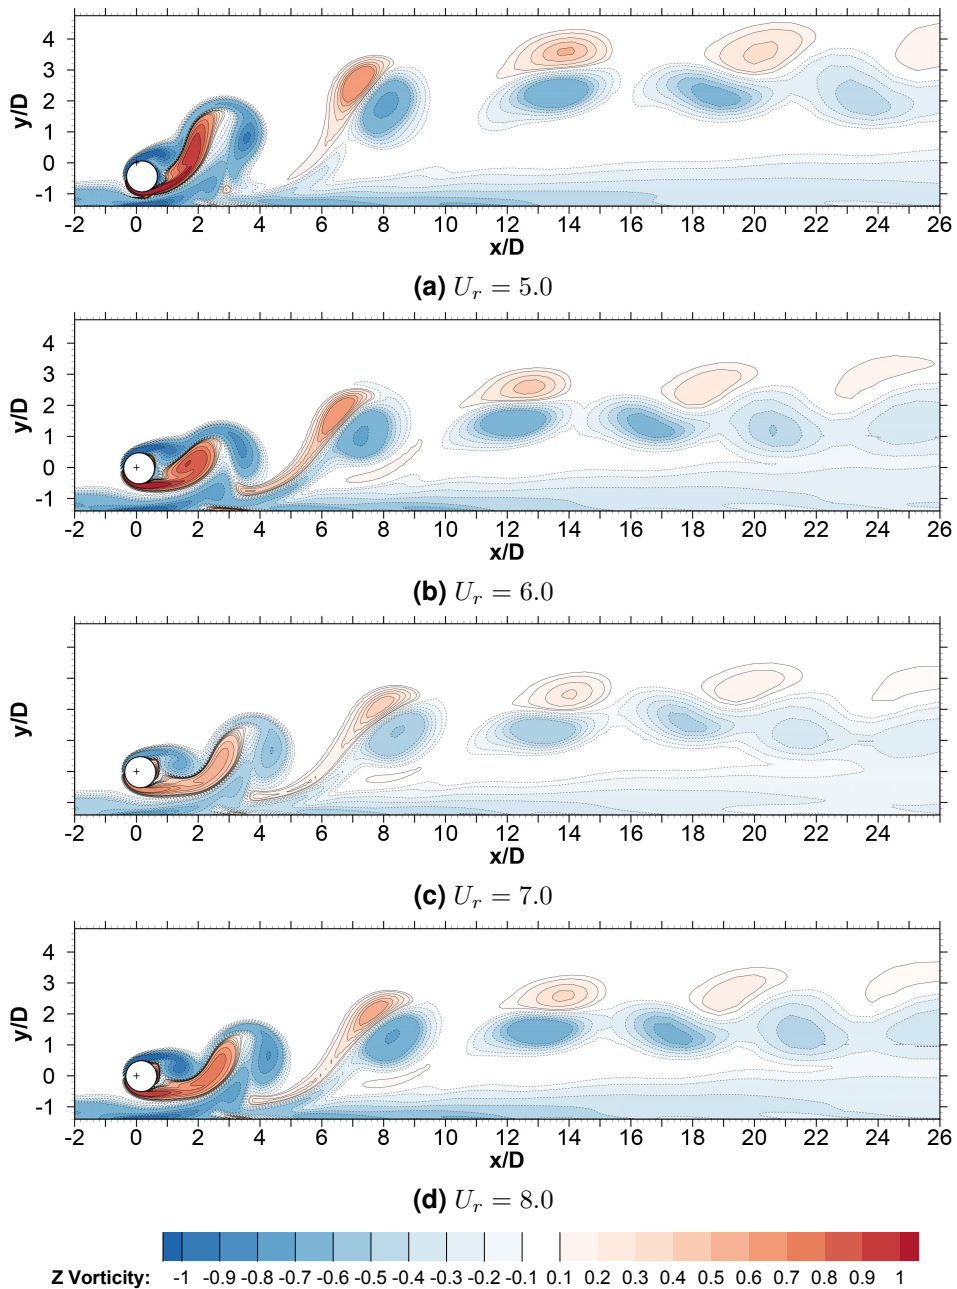 4
3
2
1
0
-1
y/D
-2 0 2 4 6 8 10 12 14 16 18 20 22 24 26
x/D
(a) U_r = 5.0
4
3
2
1
0
-1
y/D
-2 0 2 4 6 8 10 12 14 16 18 20 22 24 26
x/D
(b) U_r = 6.0
y/D
-2 0 2 4 6 8 10 12 14 16 18 20 22 24
x/D
(c) U_r = 7.0
4
3
2
1
0
-1
y/D
-2 0 2 4 6 8 10 12 14 16 18 20 22 24 26
x/D
(d) U_r = 8.0
Z Vorticity: -1 -0.9 -0.8 -0.7 -0.6 -0.5 -0.4 -0.3 -0.2 -0.1 0.1 0.2 0.3 0.4 0.5 0.6 0.7 0.8 0.9 1